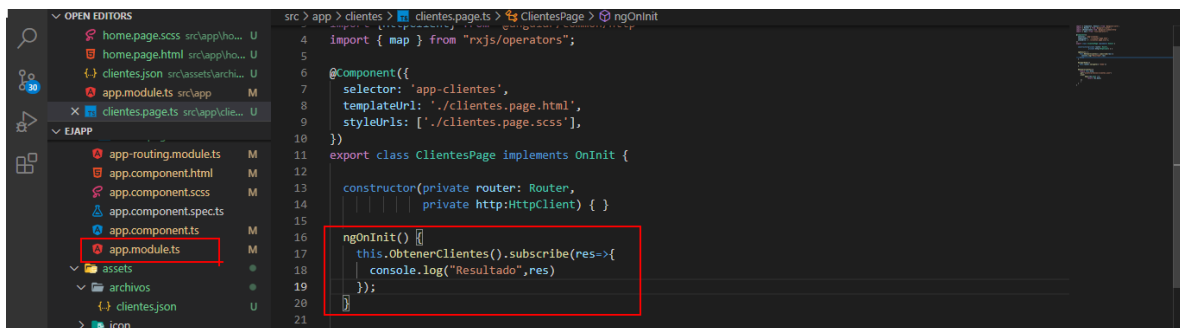 OPEN EDITORS
home.page.scss src\app\ho... U
home.page.html src\app\ho... U
clientes.json src\assets\archi... U
app.module.ts src\app M
clientes.page.ts src\app\clie... U
EJAPP
app-routing.module.ts M
app.component.html M
app.component.scss M
app.component.spec.ts
app.component.ts M
app.module.ts M
assets
archivos
{..} clientes.json U
icon
30
src > app > clientes > clientes.page.ts > ClientesPage > ngOnInit
4 import { map } from "rxjs/operators";
5
6 @Component({
7 selector: 'app-clientes',
8 templateUrl: './clientes.page.html',
9 styleUrls: ['./clientes.page.scss'],
10 })
11 export class ClientesPage implements OnInit {
12
13 constructor(private router: Router,
14 private http:HttpClient) { }
15
16 ngOnInit() {
17 this.ObtenerClientes().subscribe(res=>{
18 console.log("Resultado",res)
19 });
20 }
21